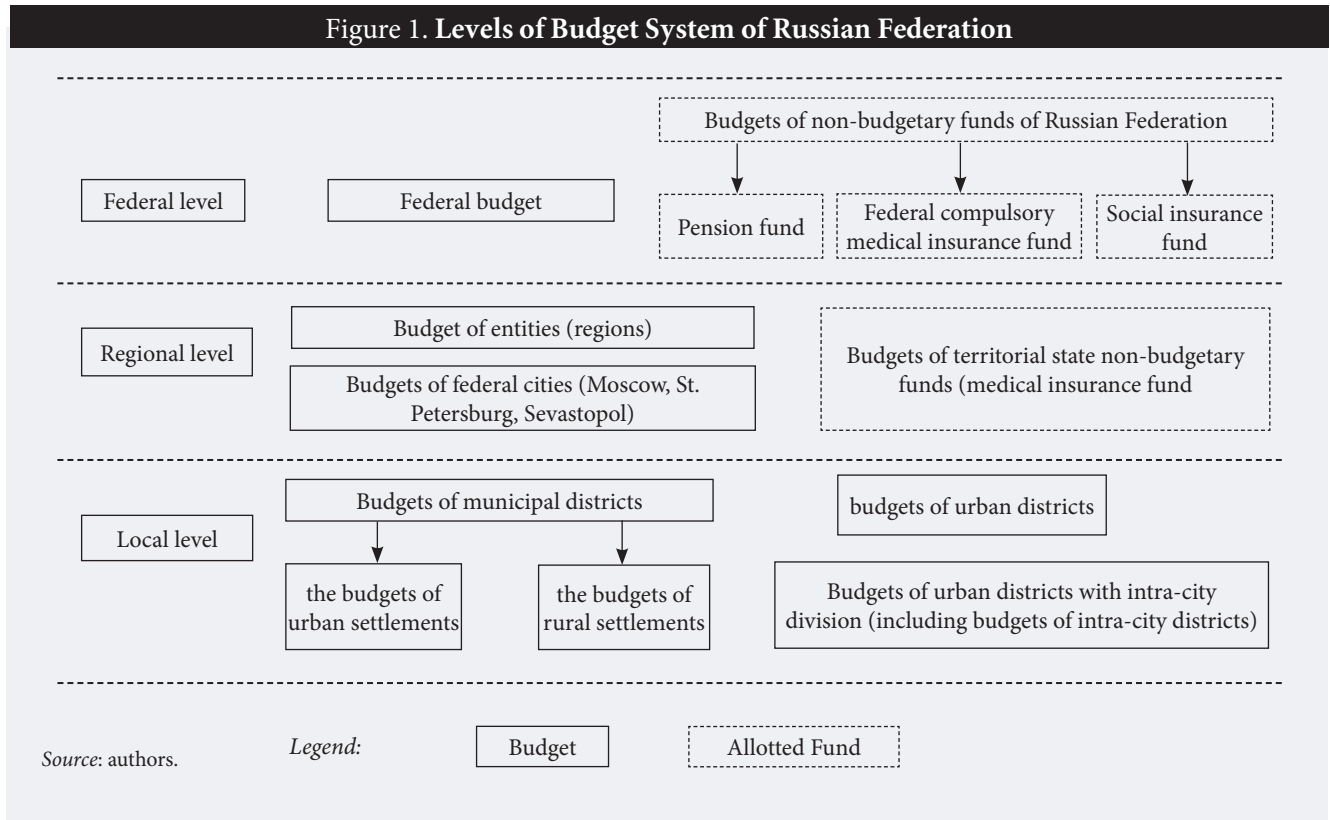 Figure 1. Levels of Budget System of Russian Federation
Budgets of non-budgetary funds of Russian Federation
Federal level
Federal budget
Pension fund
Federal compulsory
medical insurance fund
Social insurance
fund
Regional level
Budget of entities (regions)
Budgets of federal cities (Moscow, St.
Petersburg, Sevastopol)
Budgets of territorial state non-budgetary
funds (medical insurance fund
Local level
Budgets of municipal districts
the budgets of
urban settlements
the budgets of
rural settlements
budgets of urban districts
Budgets of urban districts with intra-city
division (including budgets of intra-city districts)
Source: authors.
Legend:
Budget
Allotted Fund